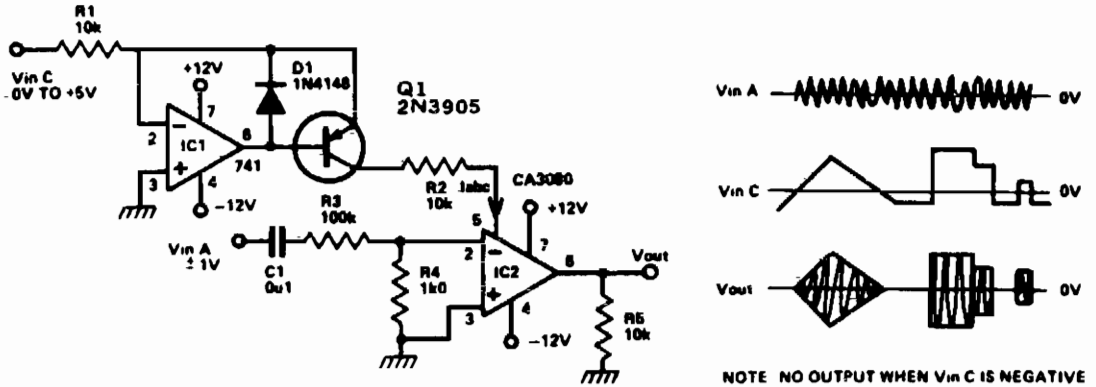 R1
10k
Vin C
-0V TO +5V
+12V
7
D1
1N4148
Q1
2N3905
2
−
IC1
6
741
+
3
4
−12V
R2
10k
Iabc
CA3080
+12V
5
R3
100k
Vin A
± 1V
C1
0u1
R4
1k0
2
−
7
IC2
6
+
3
4
−12V
Vout
R5
10k
Vin A
0V
Vin C
0V
Vout
0V
NOTE NO OUTPUT WHEN Vin C IS NEGATIVE